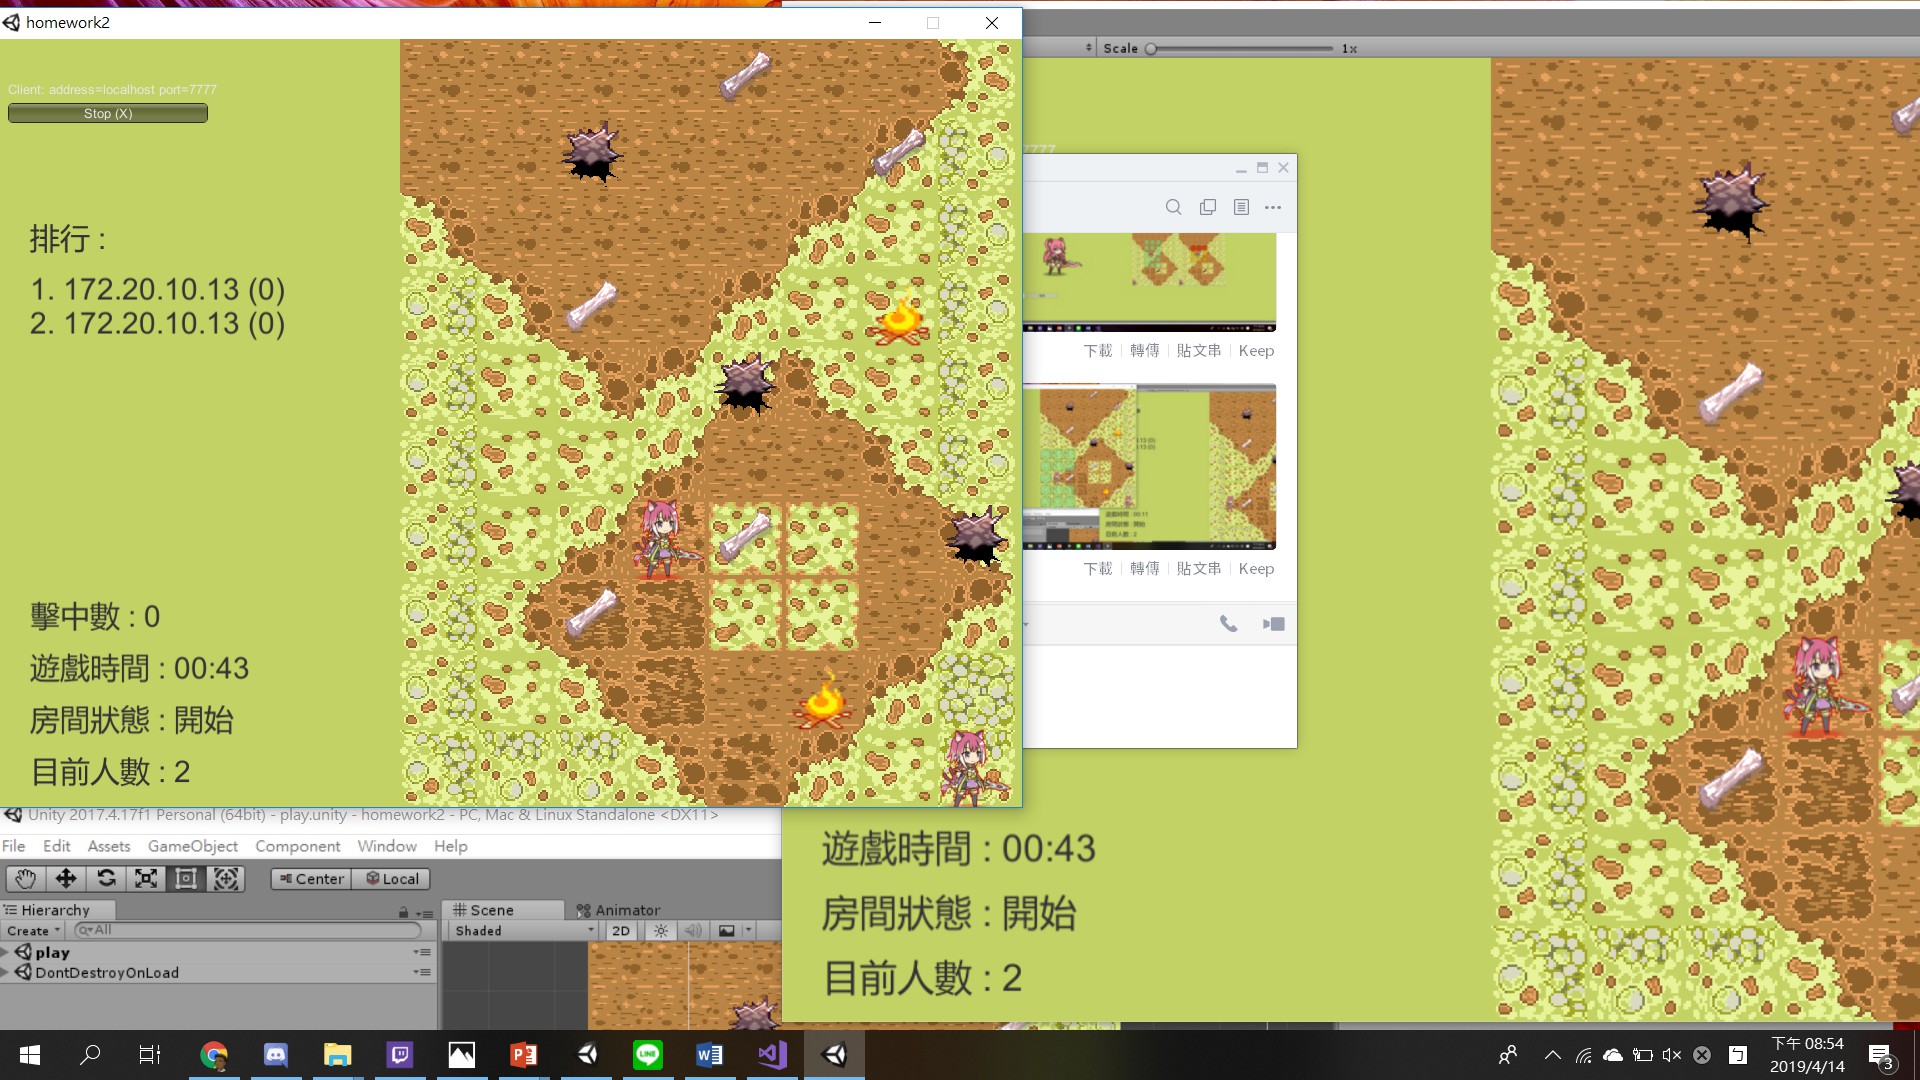 homework2
Client: address=localhost port=7777
Stop (X)
排行 :
1. 172.20.10.13 (0)
2. 172.20.10.13 (0)
擊中數 : 0
遊戲時間 : 00:43
房間狀態 : 開始
目前人數 : 2
Scale 1x
7777
下載 轉傳 貼文串 Keep
下載 轉傳 貼文串 Keep
Unity 2017.4.17f1 Personal (64bit) - play.unity - homework2 - PC, Mac & Linux Standalone <DX11>
File Edit Assets GameObject Component Window Help
Center Local
Hierarchy
Create All
play
DontDestroyOnLoad
Scene Animator
Shaded 2D
遊戲時間 : 00:43
房間狀態 : 開始
目前人數 : 2
LINE
下午 08:54
2019/4/14
3